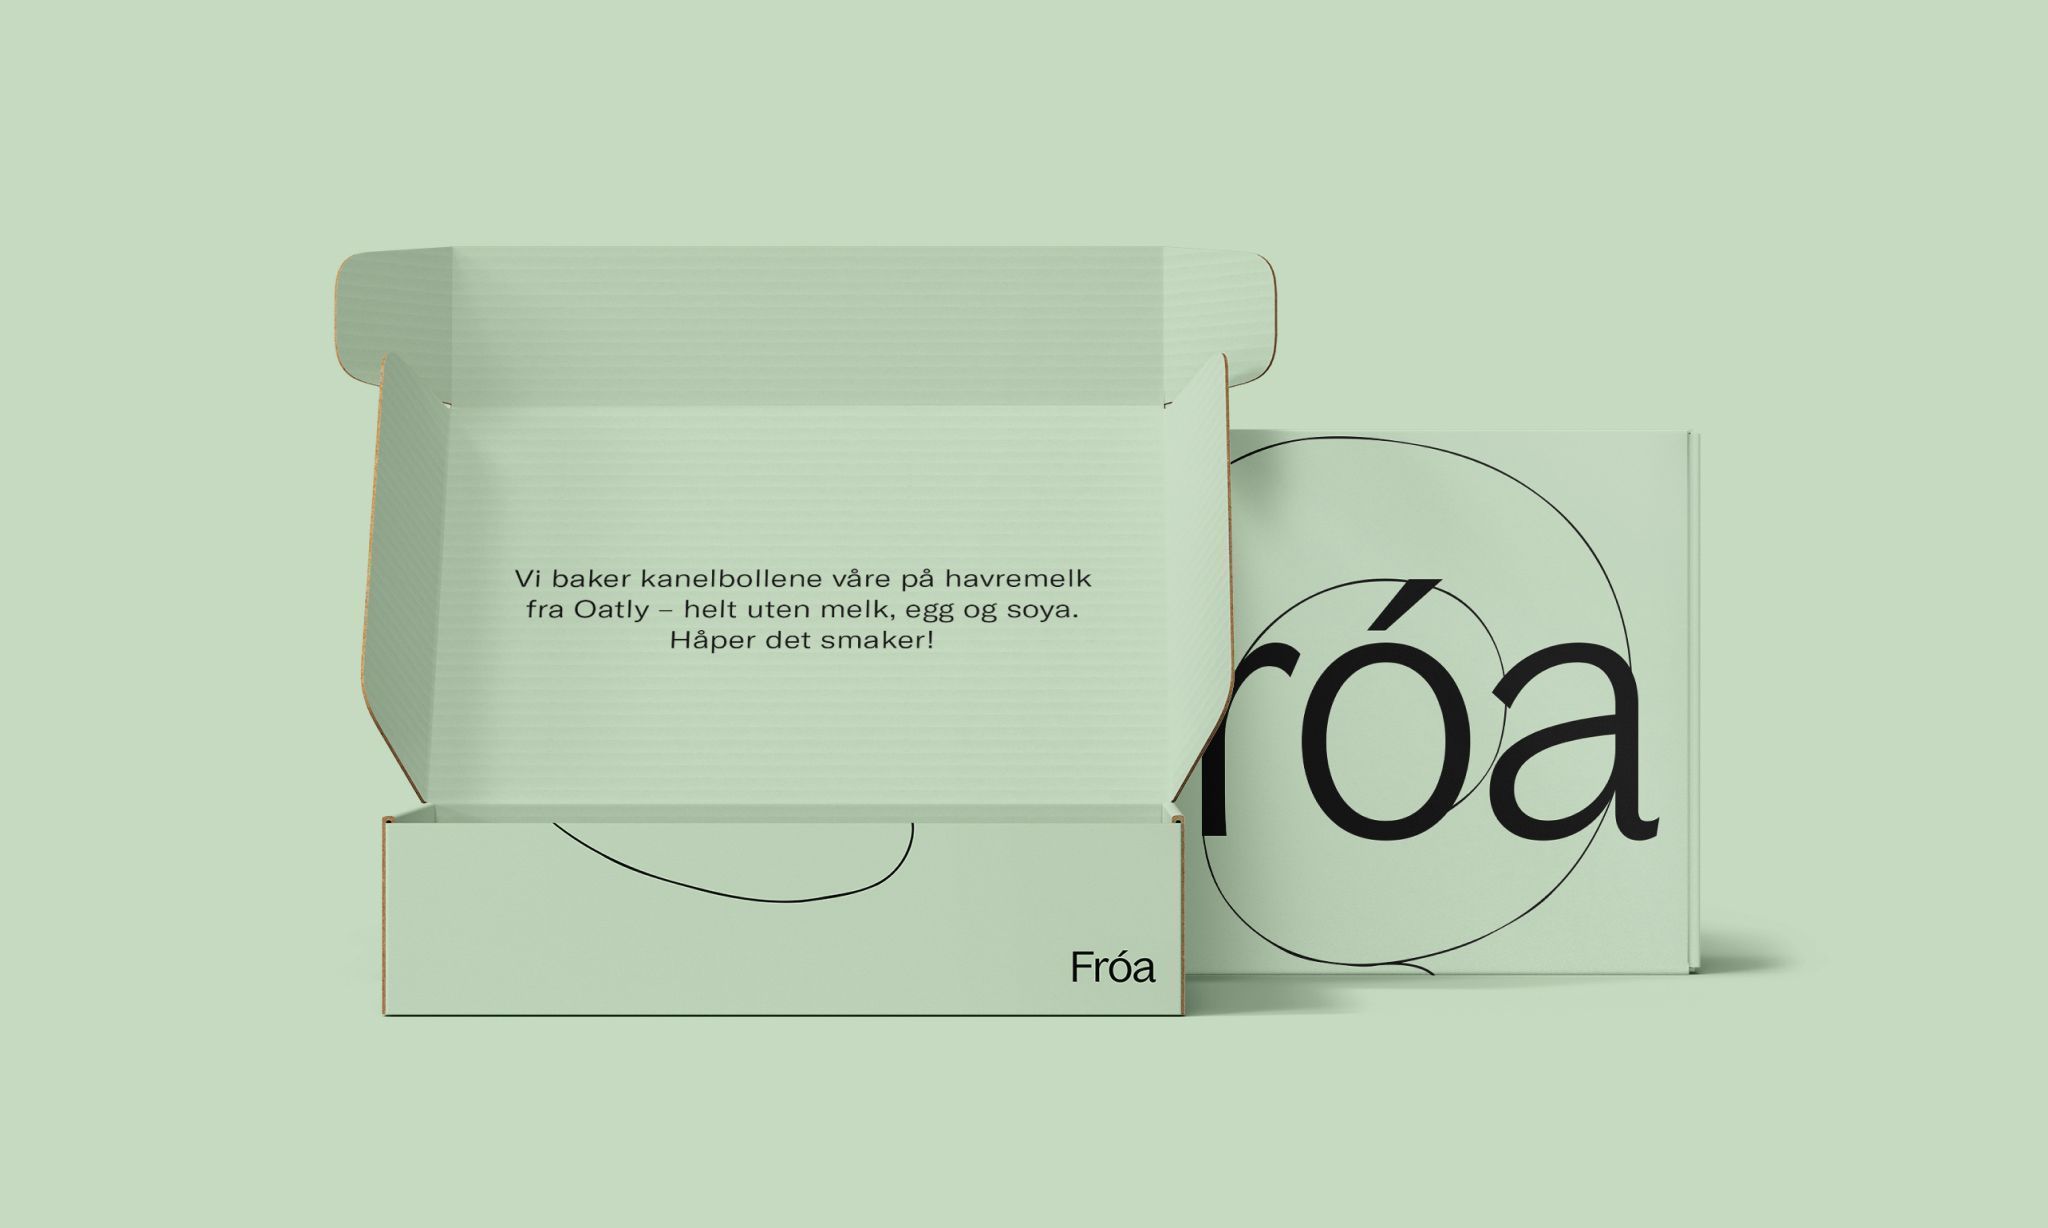 Vi baker kanelbollene våre på havremelk
fra Oatly – helt uten melk, egg og soya.
Håper det smaker!
Fróa
róa